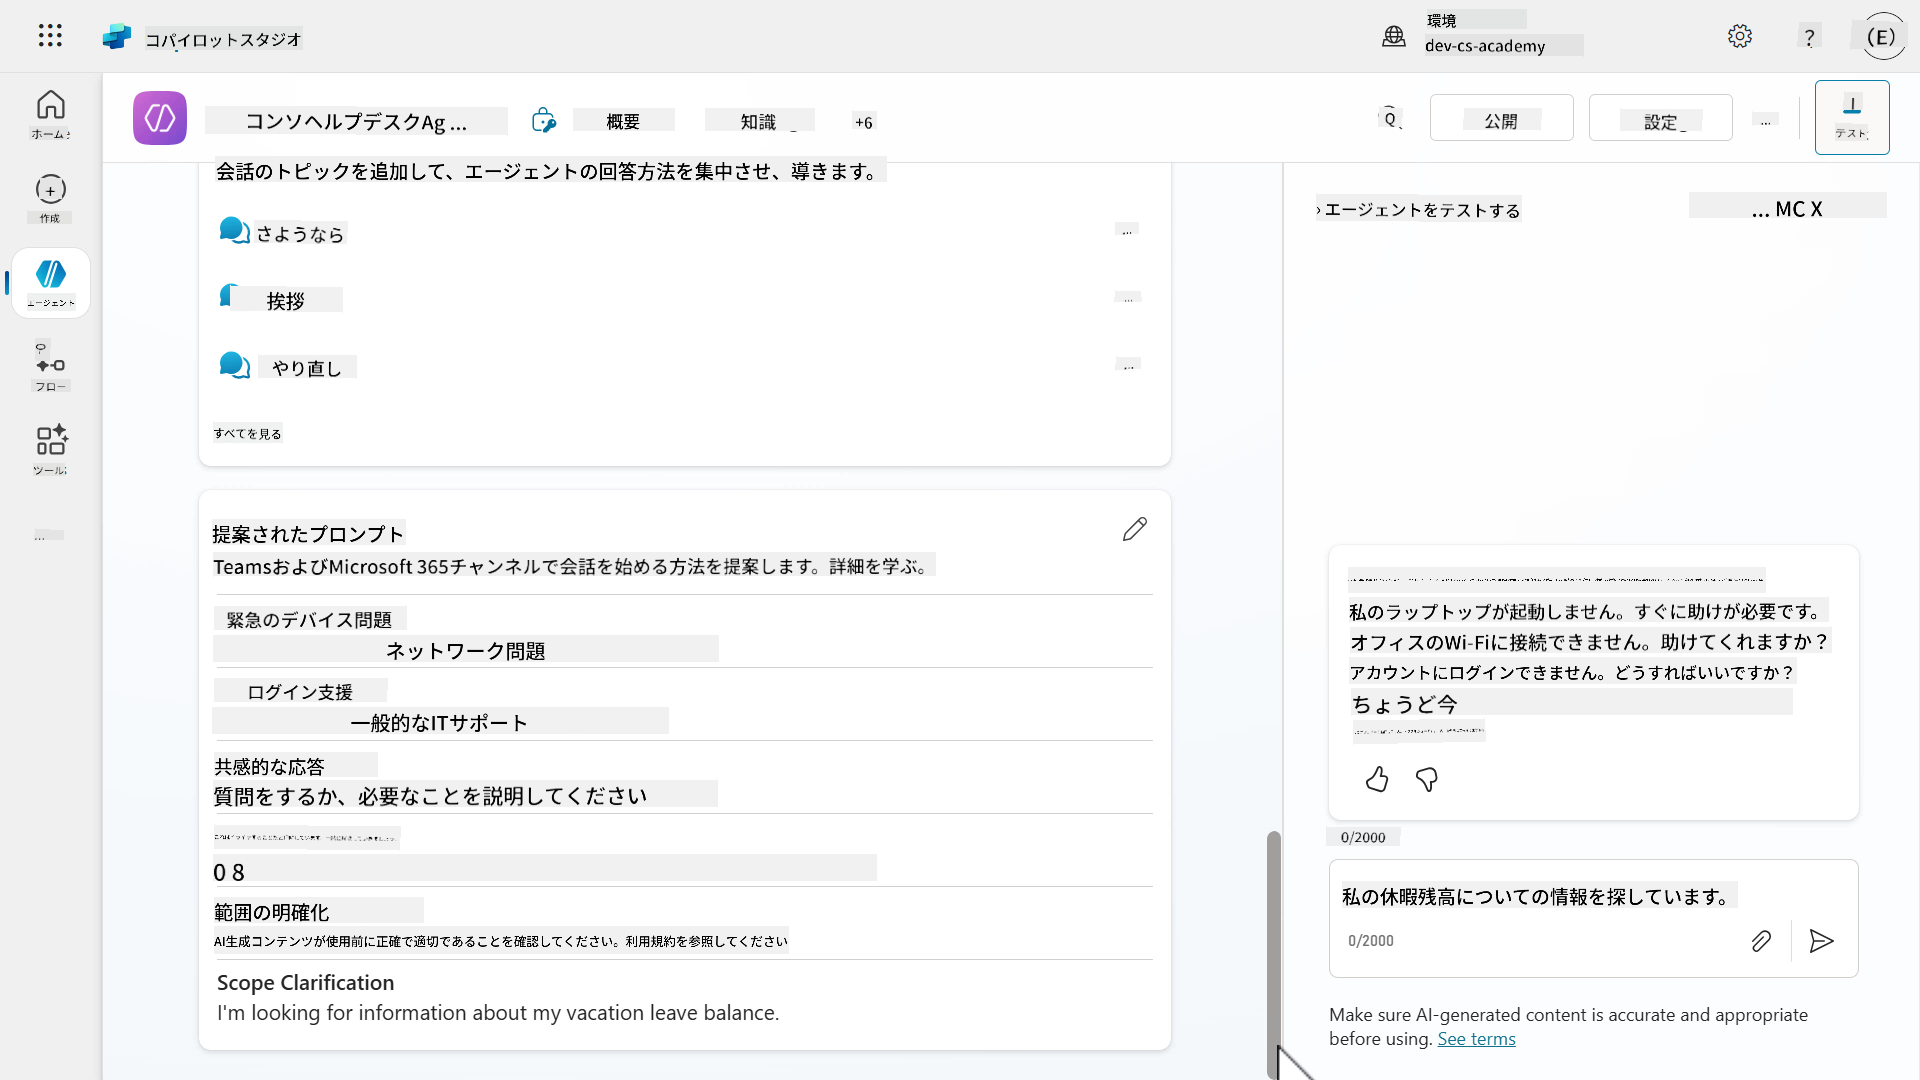 コパイロットスタジオ
環境
dev-cs-academy
?
(E)
ホーム
作成
エージェント
フロー
ツール
...
コンソヘルプデスクAg ...
概要
知識
+6
Q
公開
設定
...
テスト
会話のトピックを追加して、エージェントの回答方法を集中させ、導きます。
さようなら
...
挨拶
...
やり直し
...
すべてを見る
提案されたプロンプト
TeamsおよびMicrosoft 365チャンネルで会話を始める方法を提案します。詳細を学ぶ。
緊急のデバイス問題
ネットワーク問題
ログイン支援
一般的なITサポート
共感的な応答
質問をするか、必要なことを説明してください
0 8
範囲の明確化
AI生成コンテンツが使用前に正確で適切であることを確認してください。利用規約を参照してください
Scope Clarification
I'm looking for information about my vacation leave balance.
› エージェントをテストする
... MC X
私のラップトップが起動しません。すぐに助けが必要です。
オフィスのWi-Fiに接続できません。助けてくれますか？
アカウントにログインできません。どうすればいいですか？
ちょうど今
0/2000
私の休暇残高についての情報を探しています。
0/2000
Make sure AI-generated content is accurate and appropriate
before using. See terms